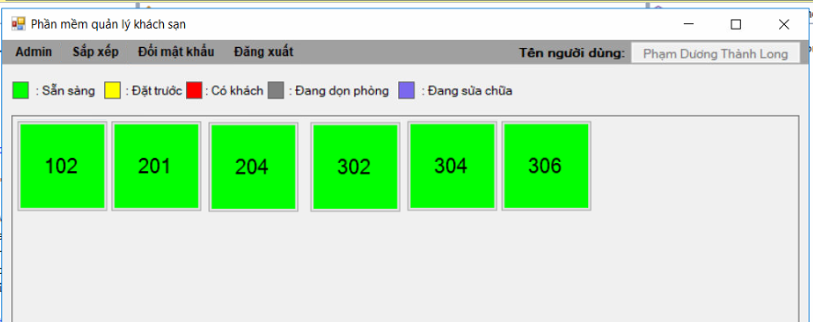 Phần mềm quản lý khách sạn
Admin Sắp xếp Đổi mật khẩu Đăng xuất Tên người dùng: Phạm Dương Thành Long
: Sẵn sàng : Đặt trước : Có khách : Đang dọn phòng : Đang sửa chữa
102 201 204 302 304 306